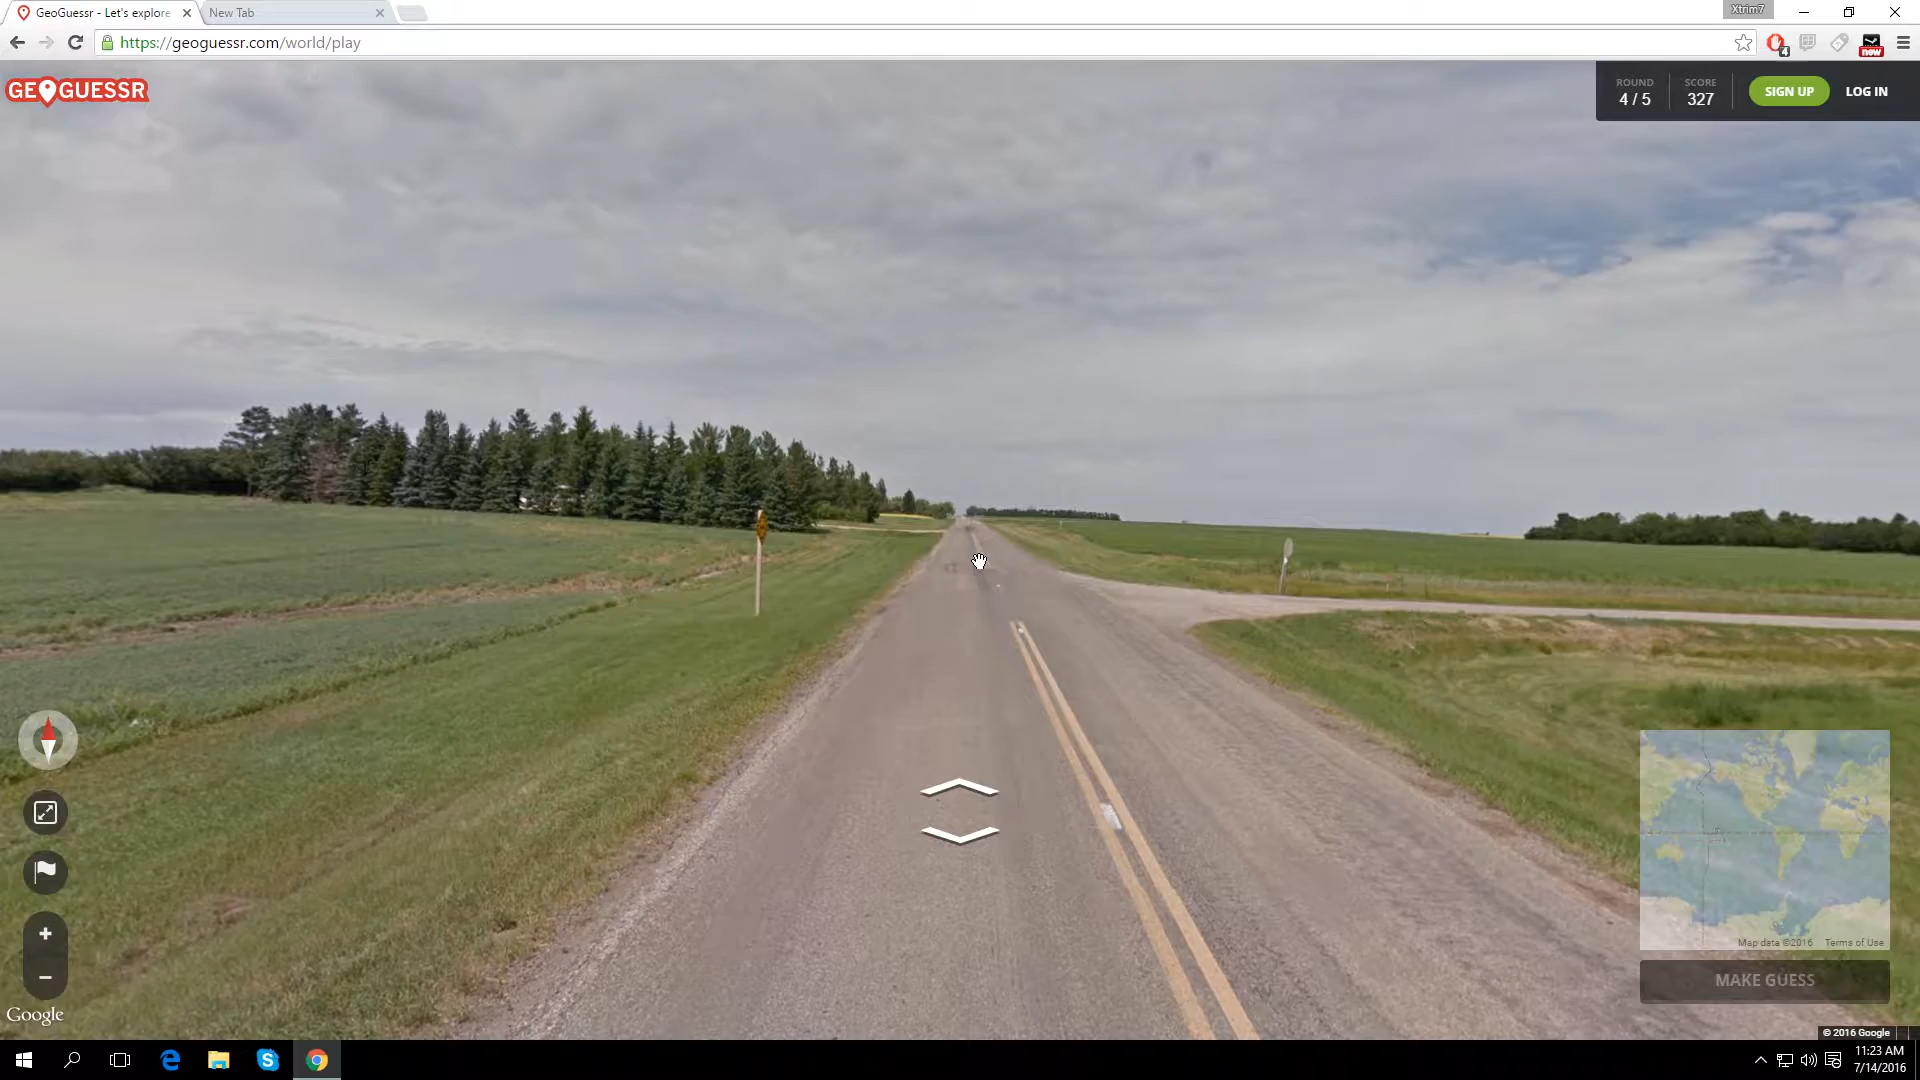 GeoGuessr - Let's explore
New Tab
Xtrim7
https://geoguessr.com/world/play
4
new
GEOGUESSR
ROUND
4 / 5
SCORE
327
SIGN UP
LOG IN
+
−
Google
Map data ©2016
Terms of Use
MAKE GUESS
© 2016 Google
11:23 AM
7/14/2016